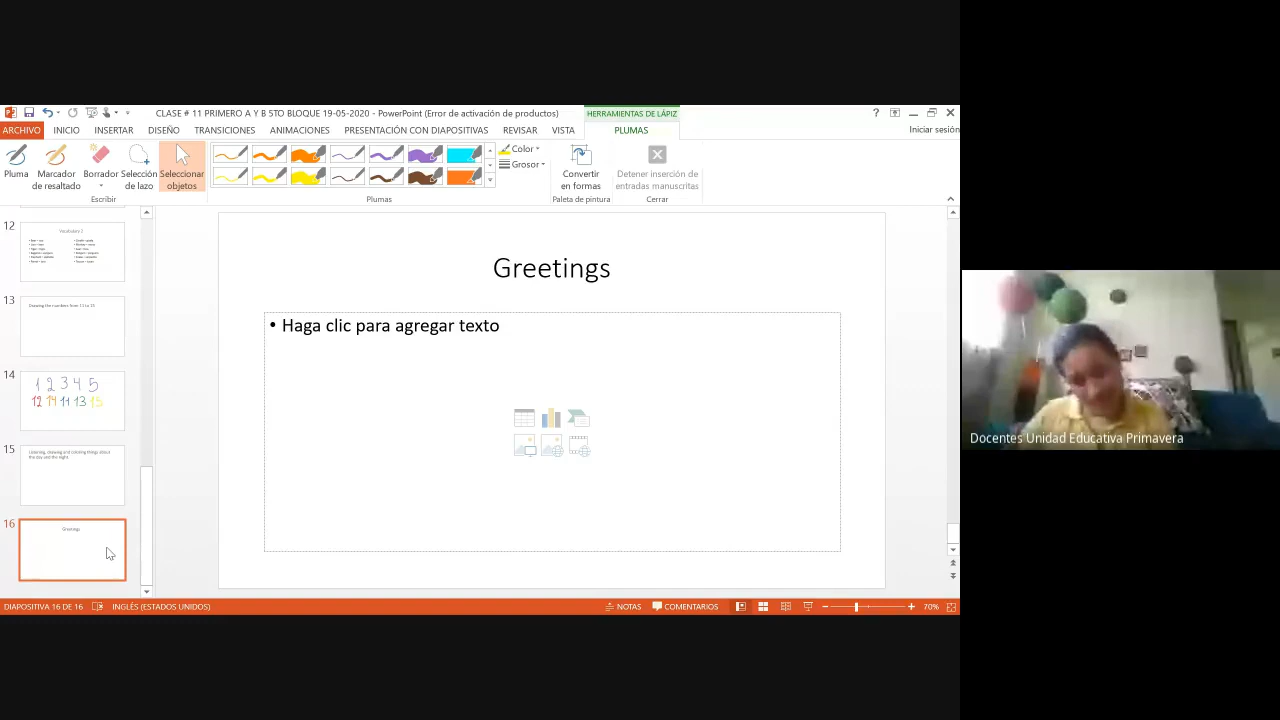 CLASE # 11 PRIMERO A Y B 5TO BLOQUE 19-05-2020 - PowerPoint (Error de activación de productos)
HERRAMIENTAS DE LÁPIZ
ARCHIVO INICIO INSERTAR DISEÑO TRANSICIONES ANIMACIONES PRESENTACIÓN CON DIAPOSITIVAS REVISAR VISTA PLUMAS Iniciar sesión
Pluma
Marcador de resaltado
Borrador
Selección de lazo
Seleccionar objetos
Color
Grosor
Convertir en formas
Detener inserción de entradas manuscritas
Escribir
Plumas
Paleta de pintura
Cerrar
12
Vocabulary 2
13
Drawing the numbers from 11 to 15
14
1 2 3 4 5
12 14 11 13 15
15
Listening, drawing and coloring things about
the day and the night
16
Greetings
Greetings
• Haga clic para agregar texto
Docentes Unidad Educativa Primavera
DIAPOSITIVA 16 DE 16 INGLÉS (ESTADOS UNIDOS) NOTAS COMENTARIOS 70%